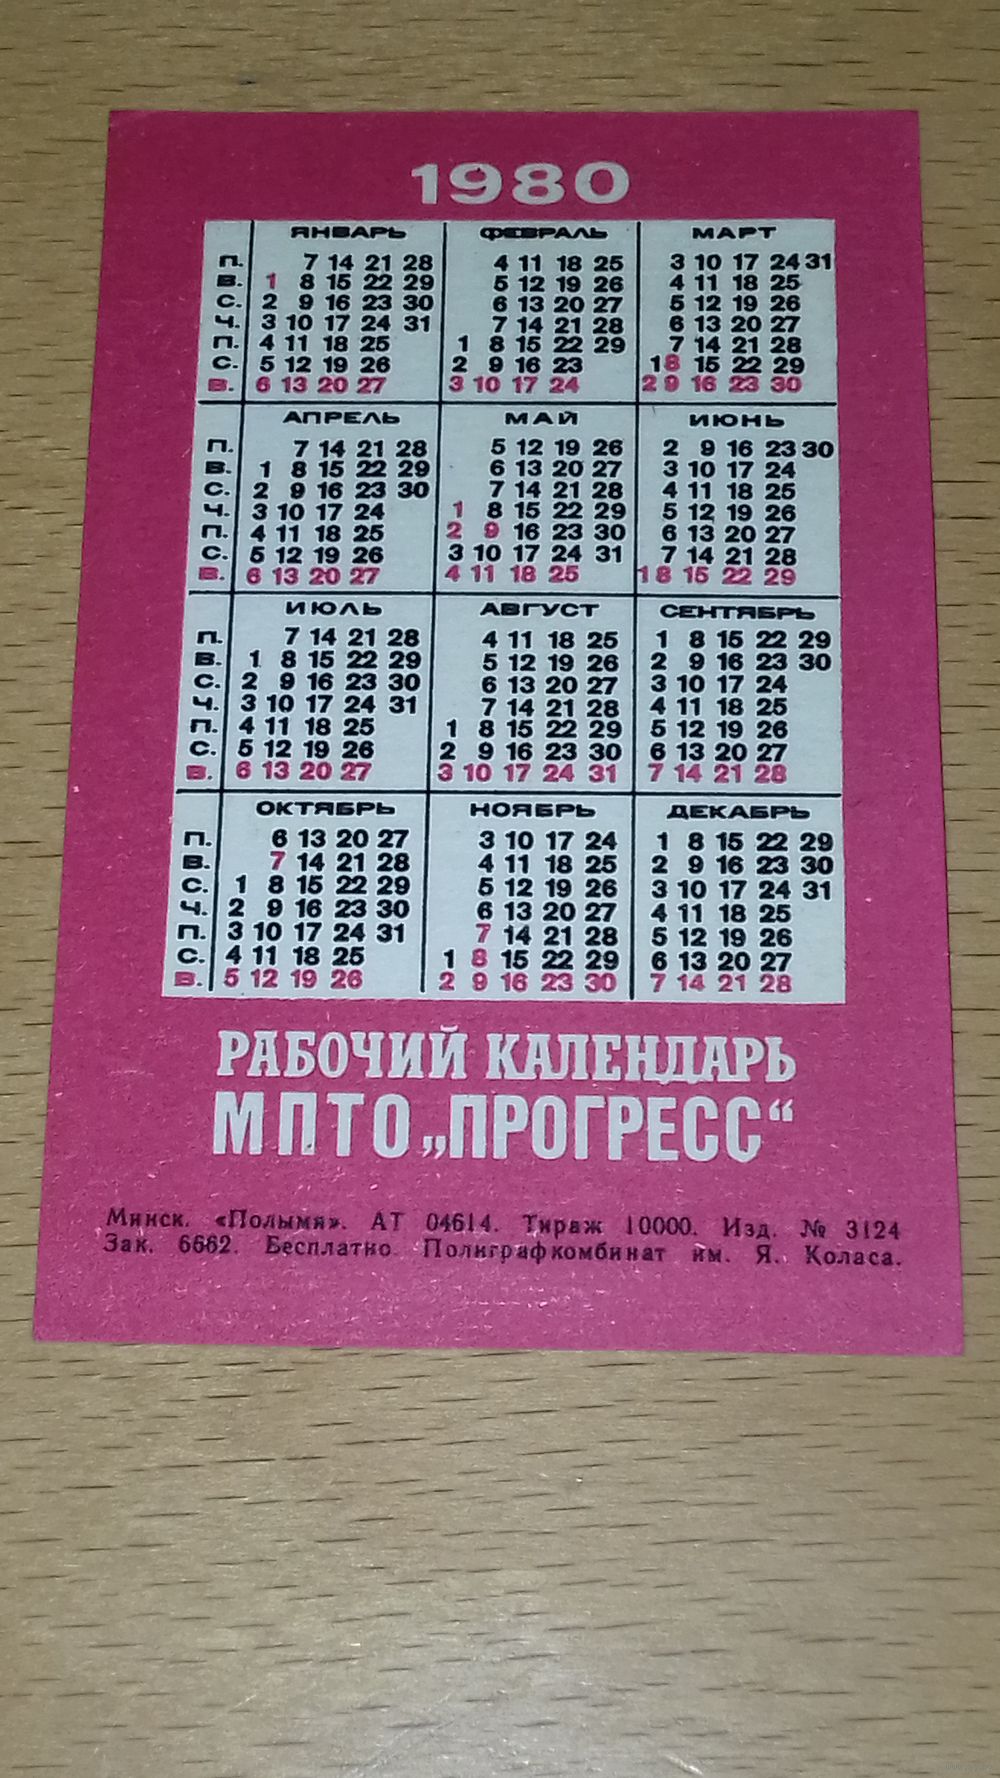 1980
ЯНВАРЬ ФЕВРАЛЬ МАРТ
П. 7 14 21 28 4 11 18 25 3 10 17 24 31
В. 1 8 15 22 29 5 12 19 26 4 11 18 25
С. 2 9 16 23 30 6 13 20 27 5 12 19 26
Ч. 3 10 17 24 31 7 14 21 28 6 13 20 27
П. 4 11 18 25 1 8 15 22 29 7 14 21 28
С. 5 12 19 26 2 9 16 23 1 8 15 22 29
В. 6 13 20 27 3 10 17 24 2 9 16 23 30
АПРЕЛЬ МАЙ ИЮНЬ
П. 7 14 21 28 5 12 19 26 2 9 16 23 30
В. 1 8 15 22 29 6 13 20 27 3 10 17 24
С. 2 9 16 23 30 7 14 21 28 4 11 18 25
Ч. 3 10 17 24 1 8 15 22 29 5 12 19 26
П. 4 11 18 25 2 9 16 23 30 6 13 20 27
С. 5 12 19 26 3 10 17 24 31 7 14 21 28
В. 6 13 20 27 4 11 18 25 1 8 15 22 29
ИЮЛЬ АВГУСТ СЕНТЯБРЬ
П. 7 14 21 28 4 11 18 25 1 8 15 22 29
В. 1 8 15 22 29 5 12 19 26 2 9 16 23 30
С. 2 9 16 23 30 6 13 20 27 3 10 17 24
Ч. 3 10 17 24 31 7 14 21 28 4 11 18 25
П. 4 11 18 25 1 8 15 22 29 5 12 19 26
С. 5 12 19 26 2 9 16 23 30 6 13 20 27
В. 6 13 20 27 3 10 17 24 31 7 14 21 28
ОКТЯБРЬ НОЯБРЬ ДЕКАБРЬ
П. 6 13 20 27 3 10 17 24 1 8 15 22 29
В. 7 14 21 28 4 11 18 25 2 9 16 23 30
С. 1 8 15 22 29 5 12 19 26 3 10 17 24 31
Ч. 2 9 16 23 30 6 13 20 27 4 11 18 25
П. 3 10 17 24 31 7 14 21 28 5 12 19 26
С. 4 11 18 25 1 8 15 22 29 6 13 20 27
В. 5 12 19 26 2 9 16 23 30 7 14 21 28
РАБОЧИЙ КАЛЕНДАРЬ
МПТО „ПРОГРЕСС“
Минск. «Полымя». АТ 04614. Тираж 10000. Изд. № 3124
Зак. 6662. Бесплатно. Полиграфкомбинат им. Я. Коласа.